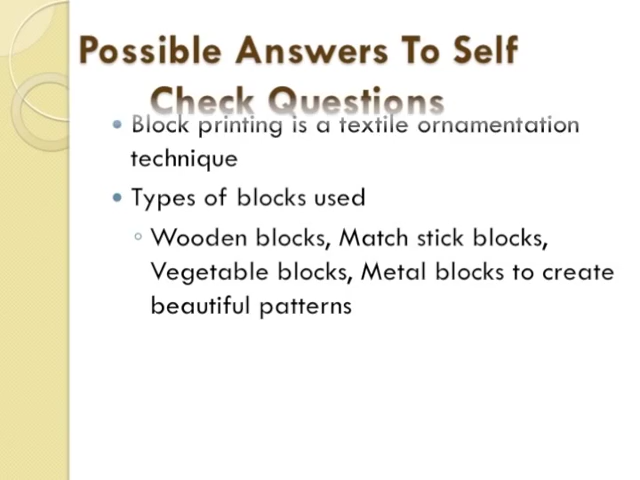 Possible Answers To Self
Check Questions
Block printing is a textile ornamentation
technique
Types of blocks used
Wooden blocks, Match stick blocks,
Vegetable blocks, Metal blocks to create
beautiful patterns